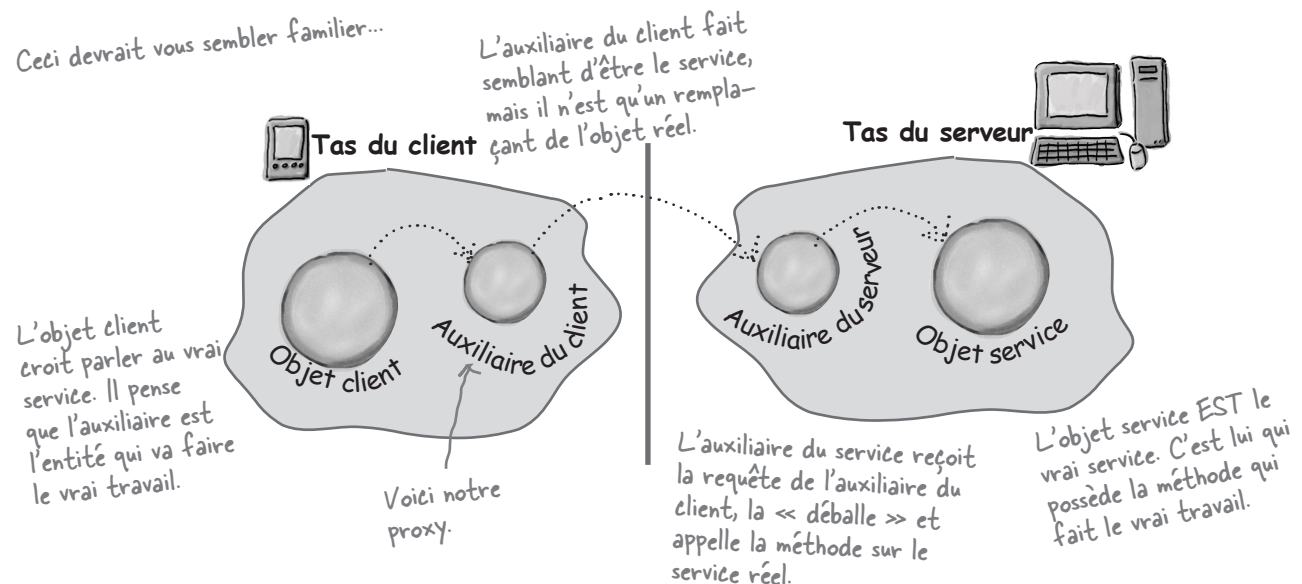 Ceci devrait vous sembler familier...
L'auxiliaire du client fait
semblant d'être le service,
mais il n'est qu'un rempla-
çant de l'objet réel.
Tas du client
Tas du serveur
Objet client
Auxiliaire du client
Auxiliaire du serveur
Objet service
L'objet client
croit parler au vrai
service. Il pense
que l'auxiliaire est
l'entité qui va faire
le vrai travail.
Voici notre
proxy.
L'auxiliaire du service reçoit
la requête de l'auxiliaire du
client, la « déballe » et
appelle la méthode sur le
service réel.
L'objet service EST le
vrai service. C'est lui qui
possède la méthode qui
fait le vrai travail.